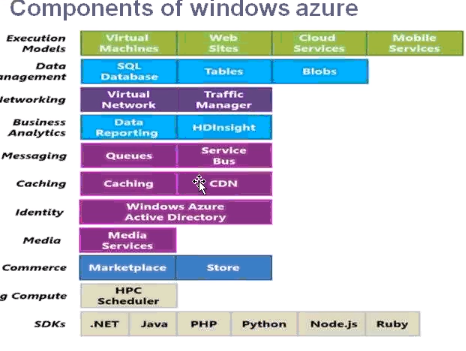 Components of windows azure
Execution Models
Virtual Machines
Web Sites
Cloud Services
Mobile Services
Data
anagement
SQL Database
Tables
Blobs
etworking
Virtual Network
Traffic Manager
Business Analytics
Data Reporting
HDInsight
Messaging
Queues
Service Bus
Caching
Caching
CDN
Identity
Windows Azure Active Directory
Media
Media Services
Commerce
Marketplace
Store
g Compute
HPC Scheduler
SDKs
.NET
Java
PHP
Python
Node.js
Ruby